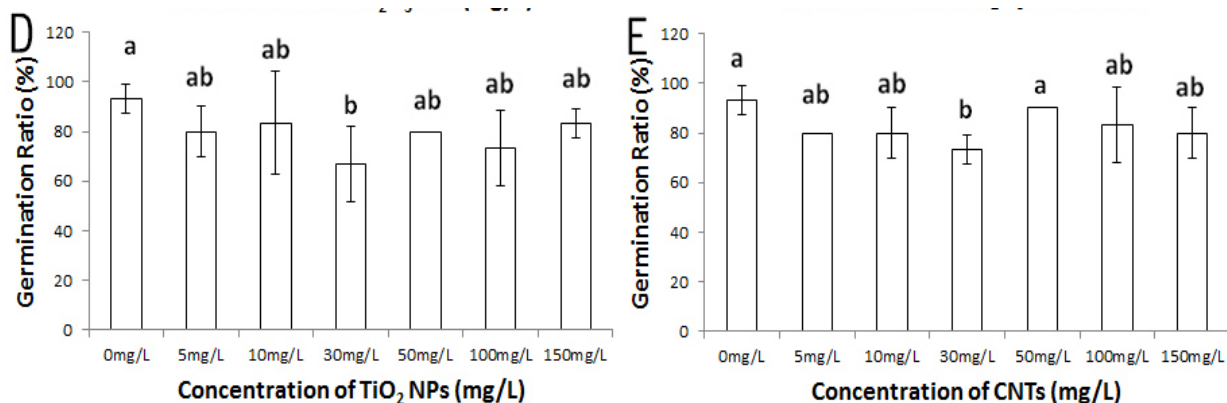 D
Germination Ratio (%)
120
100
80
60
40
20
0
a
ab
ab
b
ab
ab
ab
0mg/L 5mg/L 10mg/L 30mg/L 50mg/L 100mg/L 150mg/L
Concentration of TiO₂ NPs (mg/L)
E
Germination Ratio (%)
120
100
80
60
40
20
0
a
ab
ab
b
a
ab
ab
0mg/L 5mg/L 10mg/L 30mg/L 50mg/L 100mg/L 150mg/L
Concentration of CNTs (mg/L)